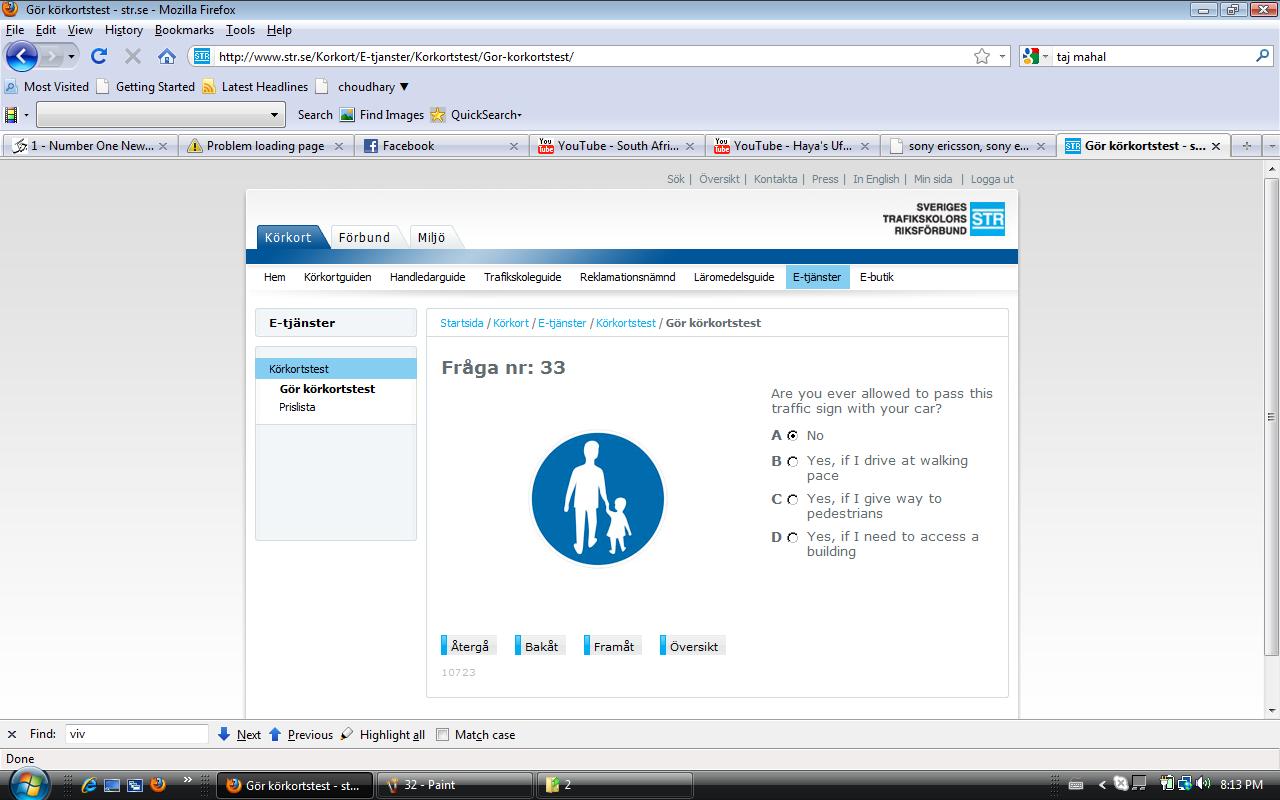 Gör körkortstest - str.se - Mozilla Firefox
File Edit View History Bookmarks Tools Help
STR http://www.str.se/Korkort/E-tjanster/Korkortstest/Gor-korkortstest/ taj mahal
Most Visited Getting Started Latest Headlines choudhary
Search Find Images QuickSearch
1 - Number One New... Problem loading page Facebook YouTube - South Afri... YouTube - Haya's Uf... sony ericsson, sony e... Gör körkortstest - s...
Sök | Översikt | Kontakta | Press | In English | Min sida | Logga ut
SVERIGES
TRAFIKSKOLORS
RIKSFÖRBUND
STR
Körkort Förbund Miljö
Hem Körkortguiden Handledarguide Trafikskoleguide Reklamationsnämnd Läromedelsguide E-tjänster E-butik
E-tjänster
Körkortstest
Gör körkortstest
Prislista
Startsida / Körkort / E-tjänster / Körkortstest / Gör körkortstest
Fråga nr: 33
Are you ever allowed to pass this
traffic sign with your car?
A No
B Yes, if I drive at walking
pace
C Yes, if I give way to
pedestrians
D Yes, if I need to access a
building
Återgå Bakåt Framåt Översikt
10723
Find: viv Next Previous Highlight all Match case
Done
Gör körkortstest - st... 32 - Paint 2 8:13 PM